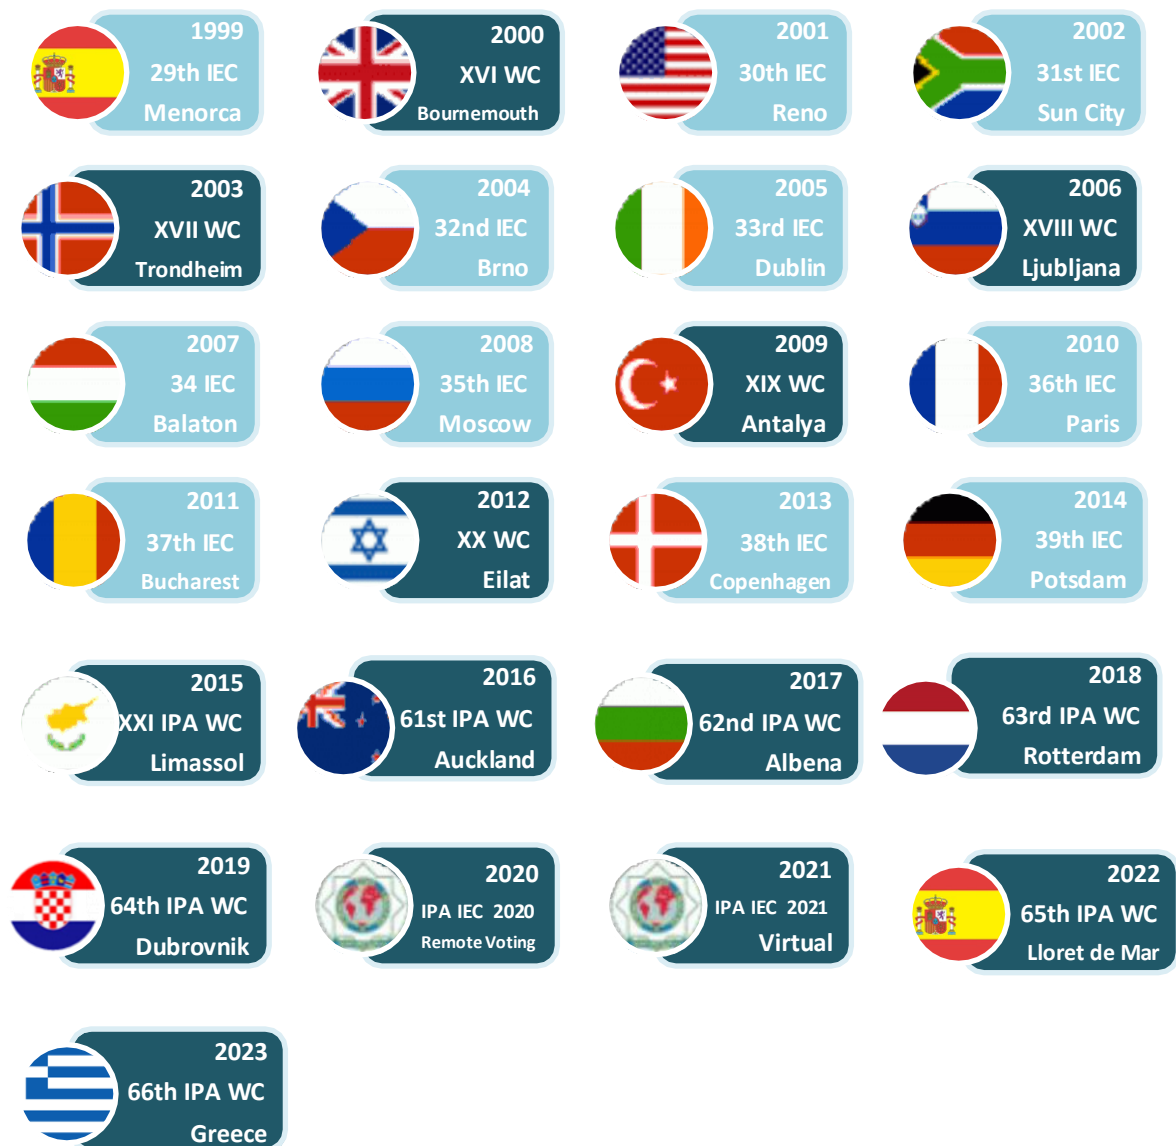 1999
29th IEC
Menorca
2000
XVI WC
Bournemouth
2001
30th IEC
Reno
2002
31st IEC
Sun City
2003
XVII WC
Trondheim
2004
32nd IEC
Brno
2005
33rd IEC
Dublin
2006
XVIII WC
Ljubljana
2007
34 IEC
Balaton
2008
35th IEC
Moscow
2009
XIX WC
Antalya
2010
36th IEC
Paris
2011
37th IEC
Bucharest
2012
XX WC
Eilat
2013
38th IEC
Copenhagen
2014
39th IEC
Potsdam
2015
XXI IPA WC
Limassol
2016
61st IPA WC
Auckland
2017
62nd IPA WC
Albena
2018
63rd IPA WC
Rotterdam
2019
64th IPA WC
Dubrovnik
2020
IPA IEC 2020
Remote Voting
2021
IPA IEC 2021
Virtual
2022
65th IPA WC
Lloret de Mar
2023
66th IPA WC
Greece